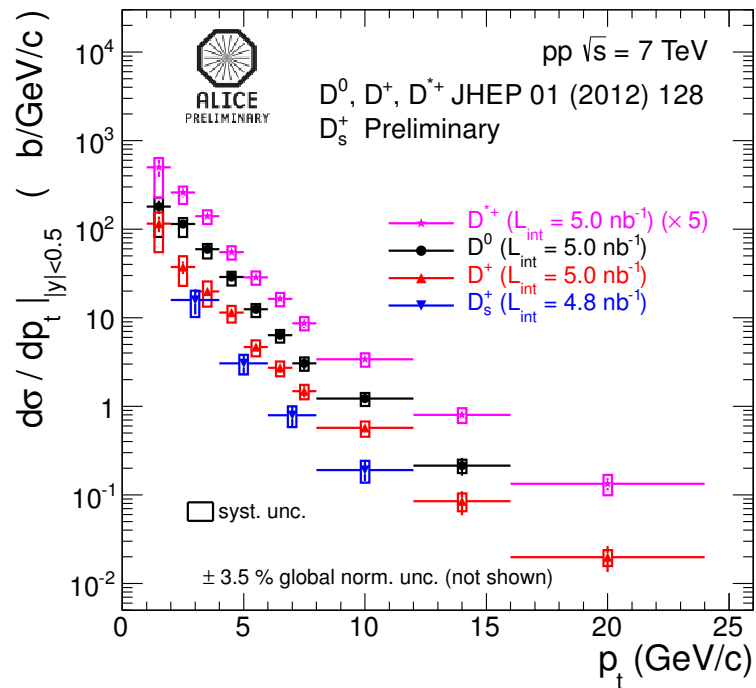 10⁴
10³
10²
10
1
10⁻¹
10⁻²
dσ / dp_t |_|y|<0.5 ( b/GeV/c)
ALICE
PRELIMINARY
pp √s = 7 TeV
D⁰, D⁺, D*⁺ JHEP 01 (2012) 128
D_s⁺ Preliminary
D*⁺ (L_int = 5.0 nb⁻¹) (× 5)
D⁰ (L_int = 5.0 nb⁻¹)
D⁺ (L_int = 5.0 nb⁻¹)
D_s⁺ (L_int = 4.8 nb⁻¹)
syst. unc.
± 3.5 % global norm. unc. (not shown)
0 5 10 15 20 25
p_t (GeV/c)